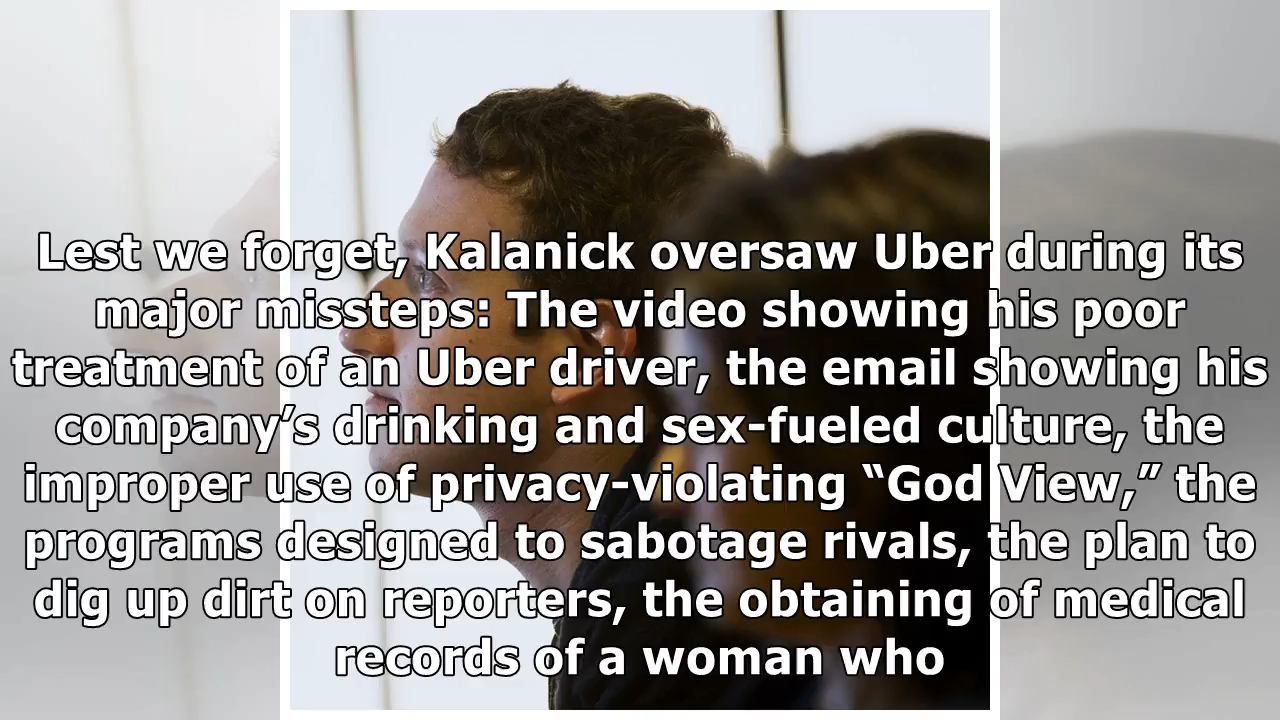 Lest we forget, Kalanick oversaw Uber during its
major missteps: The video showing his poor
treatment of an Uber driver, the email showing his
company’s drinking and sex-fueled culture, the
improper use of privacy-violating “God View,” the
programs designed to sabotage rivals, the plan to
dig up dirt on reporters, the obtaining of medical
records of a woman who